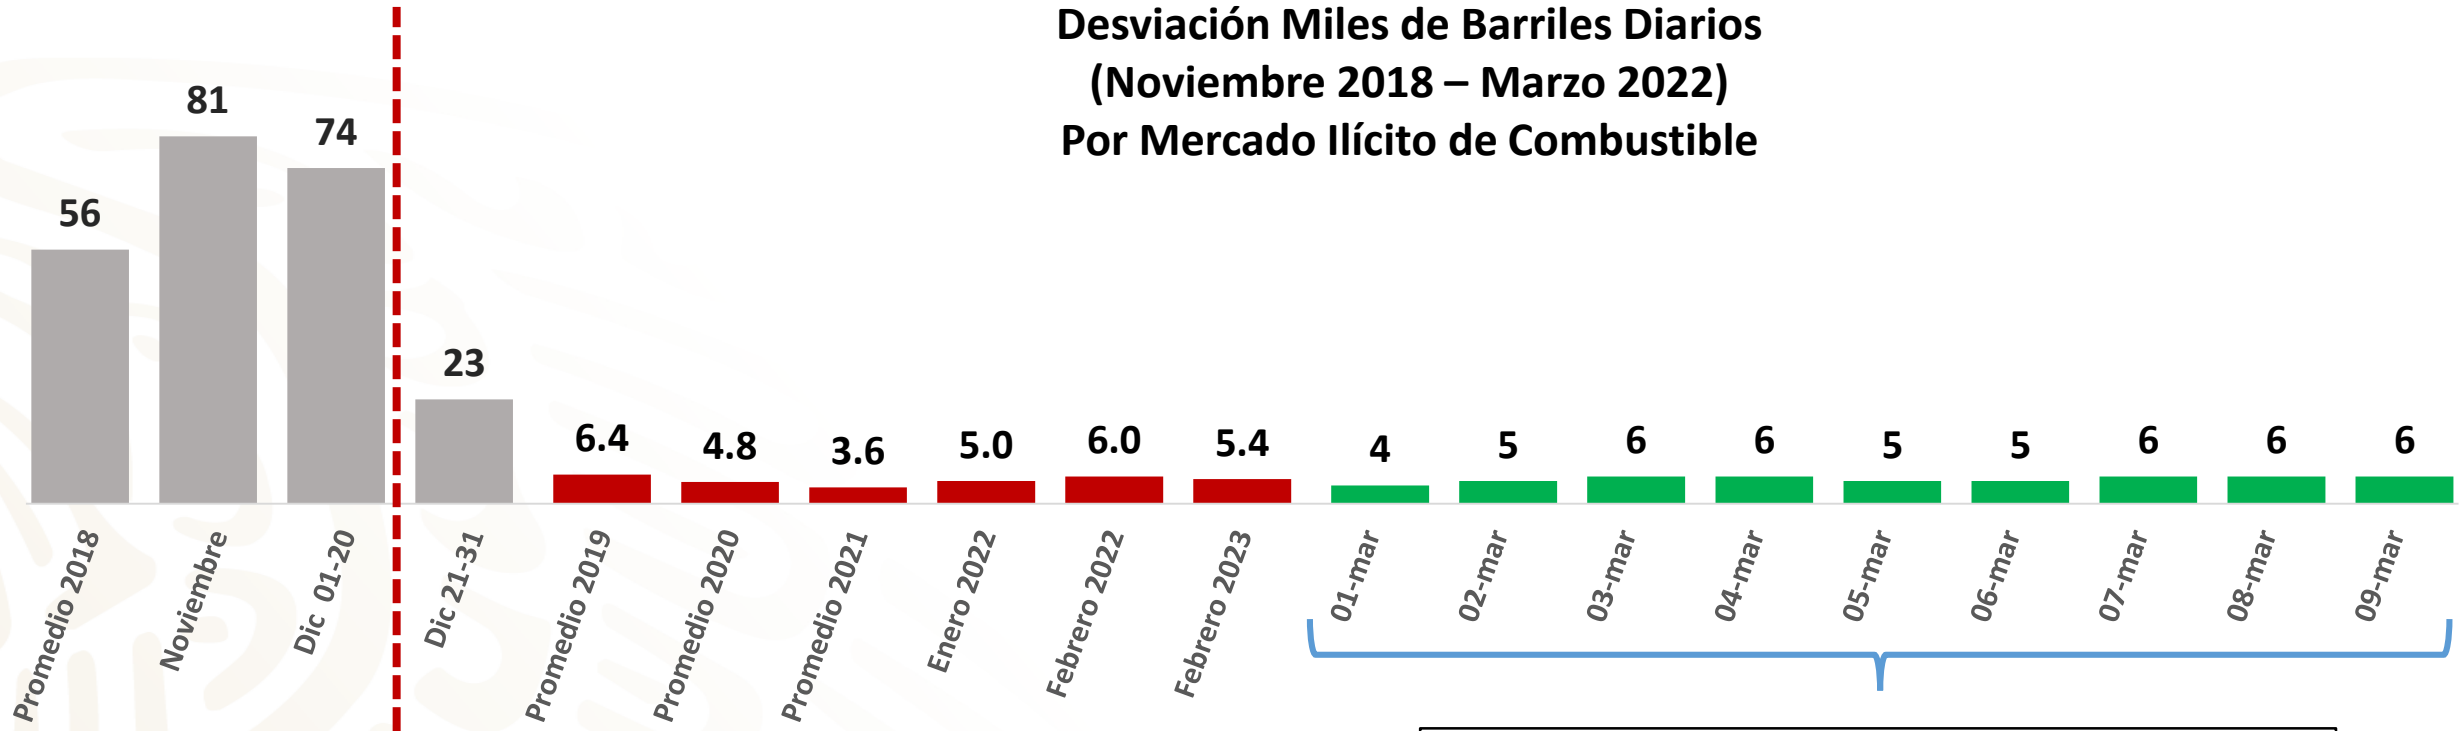 Desviación Miles de Barriles Diarios
(Noviembre 2018 – Marzo 2022)
Por Mercado Ilícito de Combustible
56
81
74
23
6.4
4.8
3.6
5.0
6.0
5.4
4
5
6
6
5
5
6
6
6
Promedio 2018
Noviembre
Dic 01-20
Dic 21-31
Promedio 2019
Promedio 2020
Promedio 2021
Enero 2022
Febrero 2022
Febrero 2023
01-mar
02-mar
03-mar
04-mar
05-mar
06-mar
07-mar
08-mar
09-mar